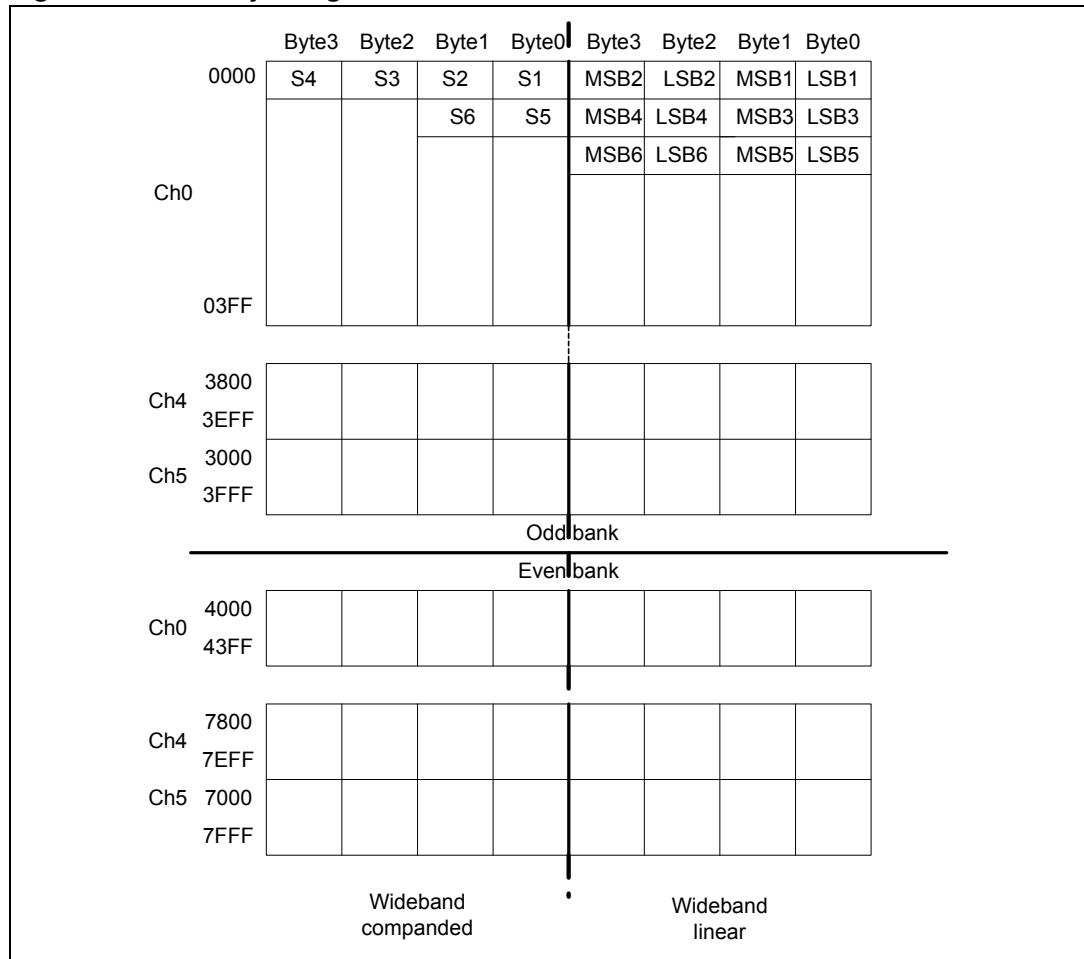 Byte3 Byte2 Byte1 Byte0 Byte3 Byte2 Byte1 Byte0
0000 S4 S3 S2 S1 MSB2 LSB2 MSB1 LSB1
S6 S5 MSB4 LSB4 MSB3 LSB3
MSB6 LSB6 MSB5 LSB5
Ch0
03FF
3800
Ch4
3EFF
3000
Ch5
3FFF
Odd bank
Even bank
4000
Ch0
43FF
7800
Ch4
7EFF
Ch5 7000
7FFF
Wideband companded
Wideband linear